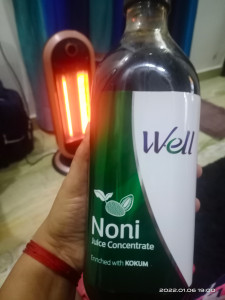 Well
Noni
Juice Concentrate
Enriched with KOKUM
2022.01.06 19:00